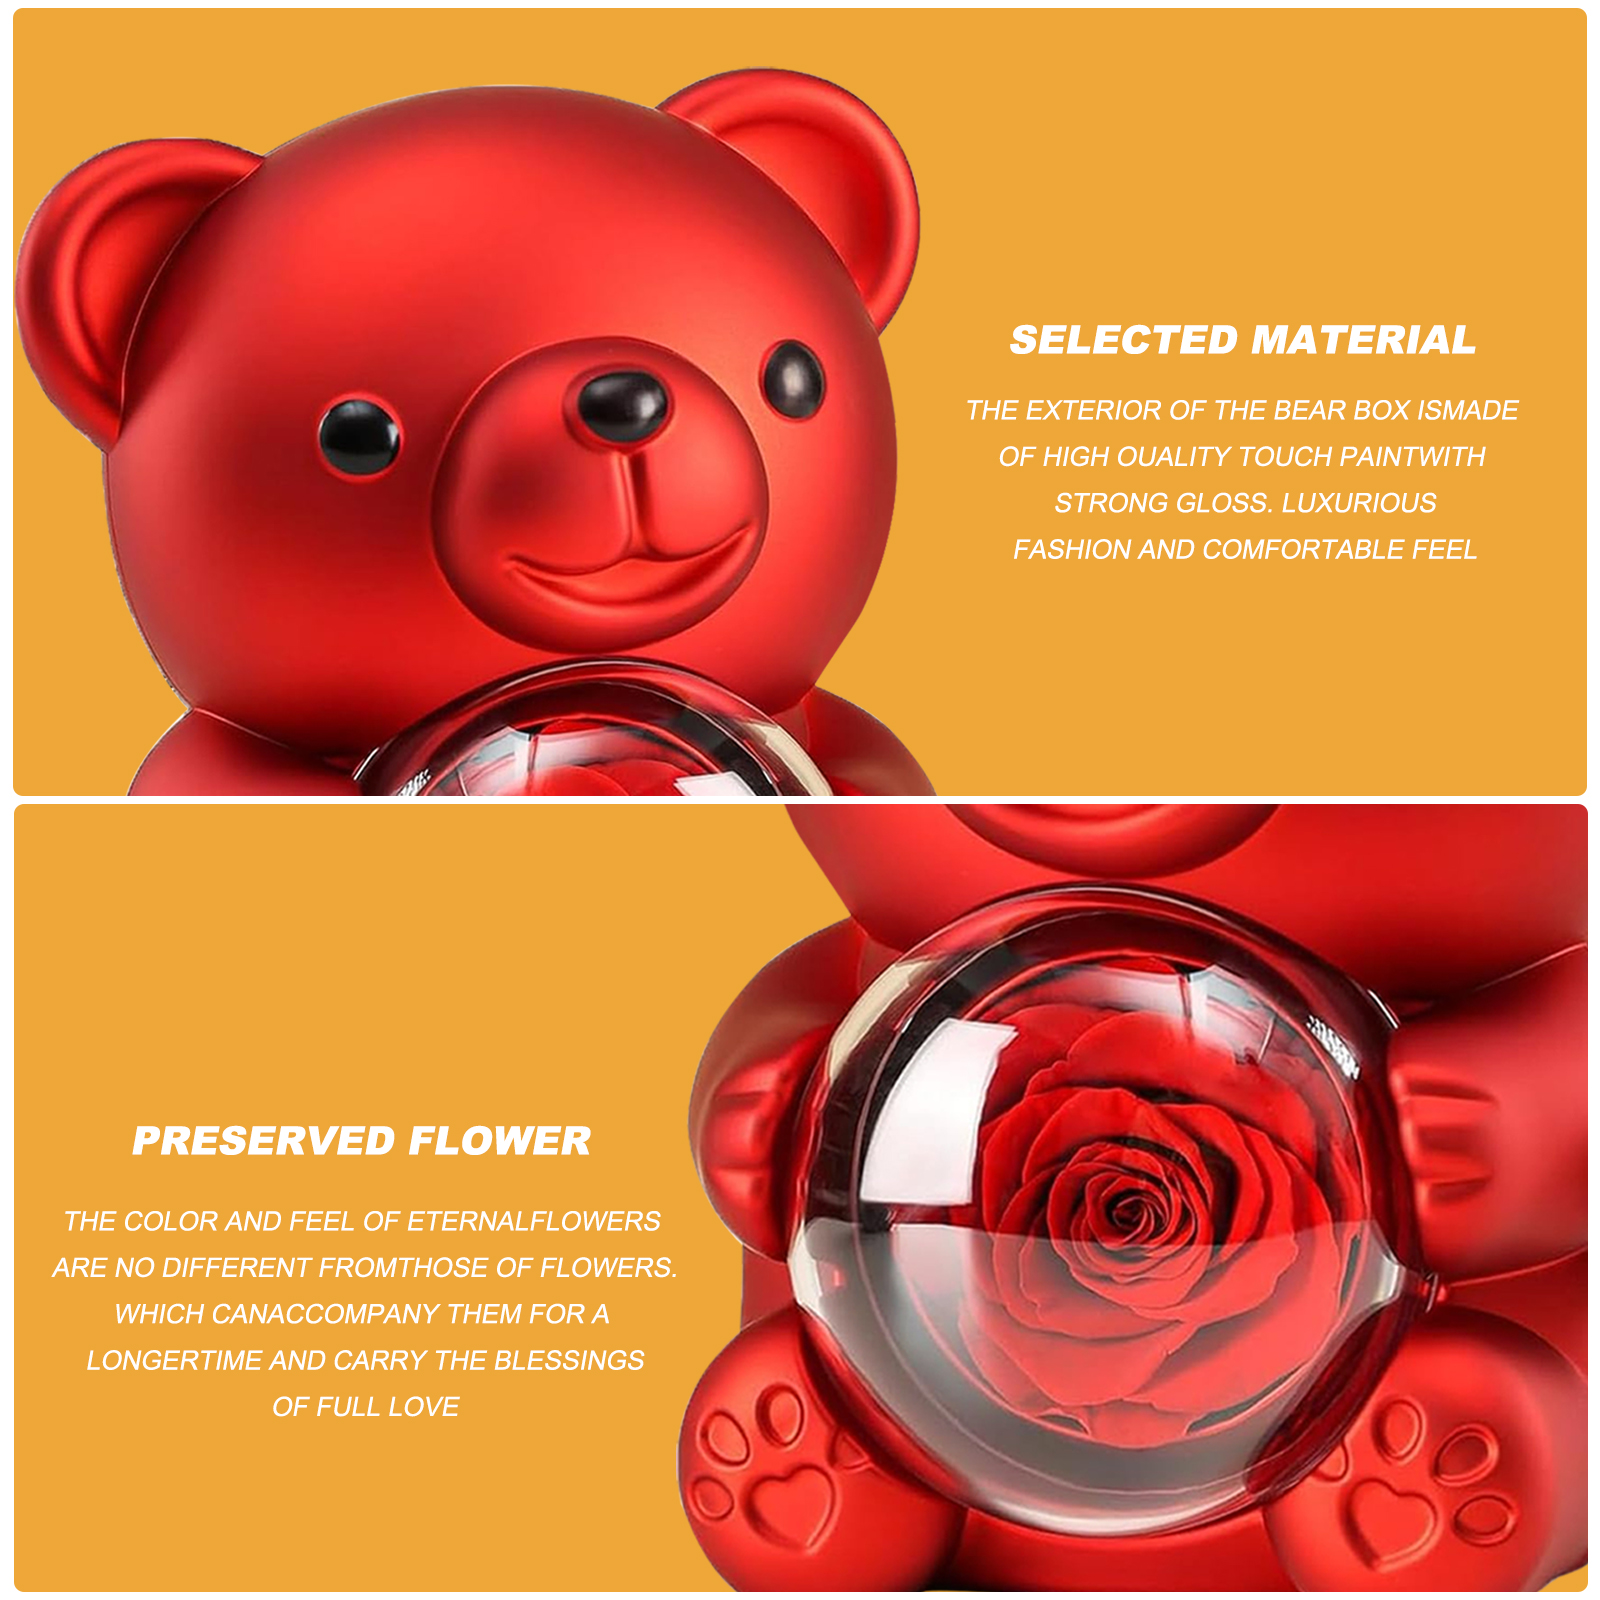 SELECTED MATERIAL
THE EXTERIOR OF THE BEAR BOX ISMADE
OF HIGH OUALITY TOUCH PAINTWITH
STRONG GLOSS. LUXURIOUS
FASHION AND COMFORTABLE FEEL
PRESERVED FLOWER
THE COLOR AND FEEL OF ETERNALFLOWERS
ARE NO DIFFERENT FROMTHOSE OF FLOWERS.
WHICH CANACCOMPANY THEM FOR A
LONGERTIME AND CARRY THE BLESSINGS
OF FULL LOVE